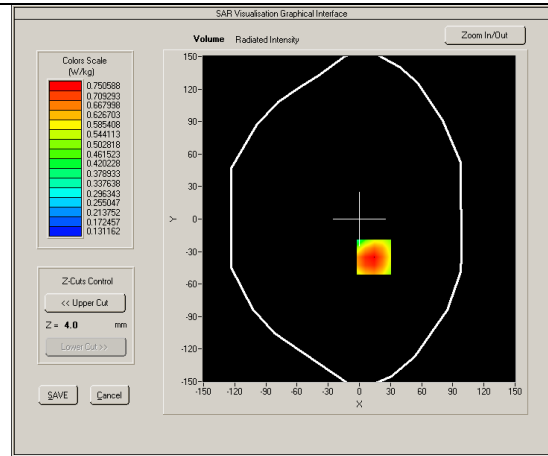 SAR Visualisation Graphical Interface
Volume Radiated Intensity
Zoom In/Out
Colors Scale
(W/kg)
0.750588
0.709293
0.667998
0.626703
0.585408
0.544113
0.502818
0.461523
0.420228
0.378933
0.337638
0.296343
0.255047
0.213752
0.172457
0.131162
Z-Cuts Control
<< Upper Cut
Z = 4.0 mm
Lower Cut >>
SAVE
Cancel
150
120
90
60
30
0
-30
-60
-90
-120
-150
Y
-150 -120 -90 -60 -30 0 30 60 90 120 150
X